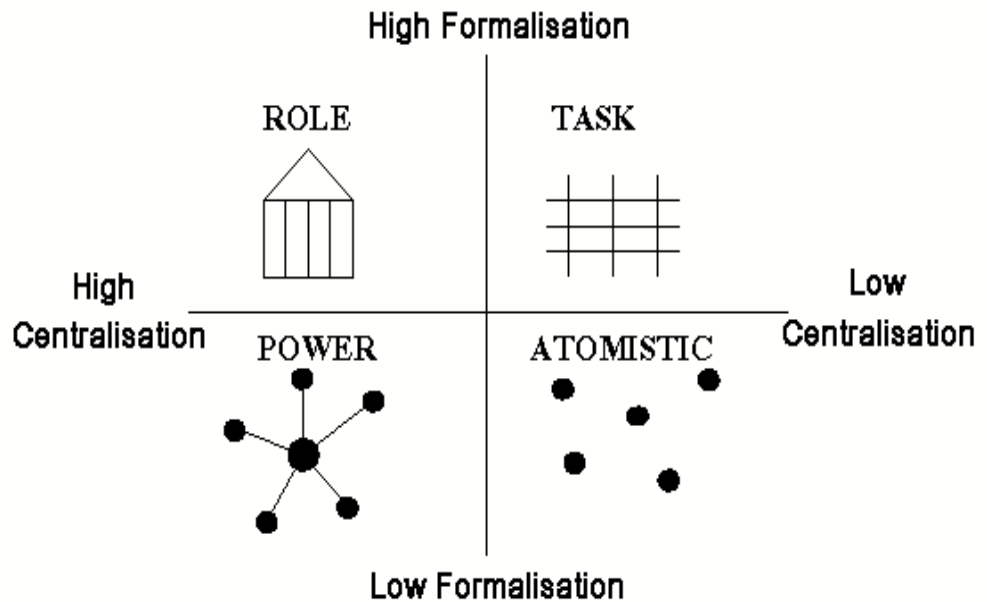 High Formalisation
ROLE
TASK
High
Centralisation
Low
Centralisation
POWER
ATOMISTIC
Low Formalisation